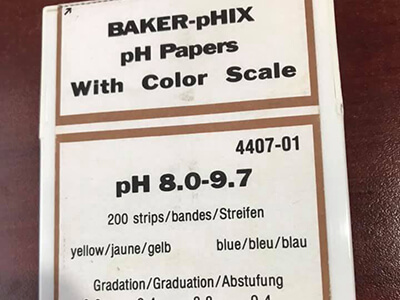 BAKER-pHIX
pH Papers
With Color Scale
4407-01
pH 8.0-9.7
200 strips/bandes/Streifen
yellow/jaune/gelb blue/bleu/blau
Gradation/Graduation/Abstufung